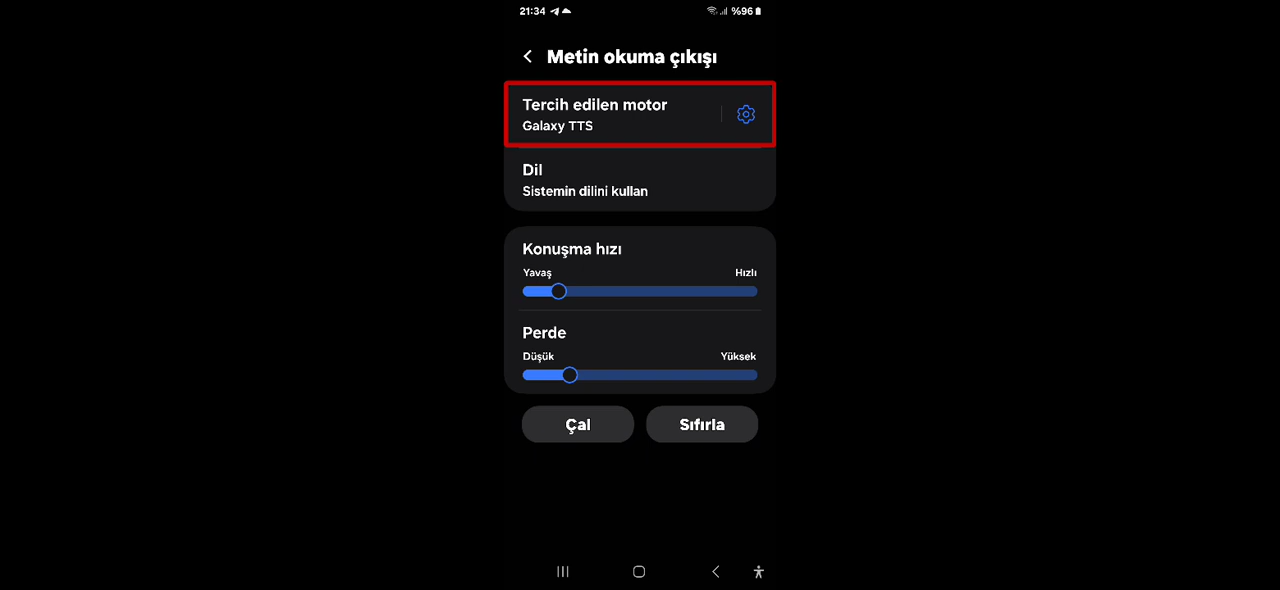 21:34 %96
Metin okuma çıkışı
Tercih edilen motor
Galaxy TTS
Dil
Sistemin dilini kullan
Konuşma hızı
Yavaş Hızlı
Perde
Düşük Yüksek
Çal Sıfırla